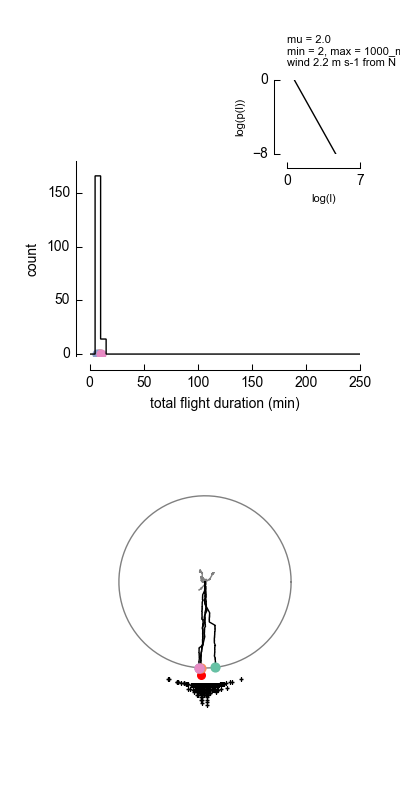 mu = 2.0
min = 2, max = 1000_m
wind 2.2 m s-1 from N
0
−8
log(p(l))
0 7
log(l)
150
100
50
0
count
0 50 100 150 200 250
total flight duration (min)